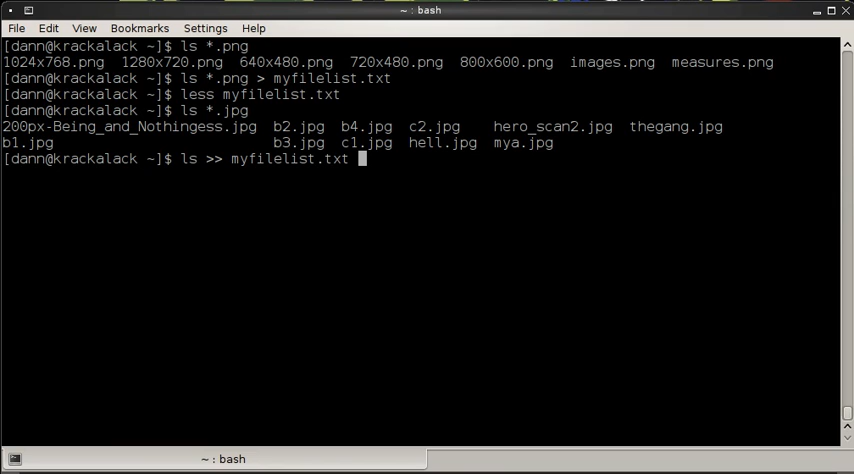 ~ : bash
File Edit View Bookmarks Settings Help
[dann@krackalack ~]$ ls *.png
1024x768.png 1280x720.png 640x480.png 720x480.png 800x600.png images.png measures.png
[dann@krackalack ~]$ ls *.png > myfilelist.txt
[dann@krackalack ~]$ less myfilelist.txt
[dann@krackalack ~]$ ls *.jpg
200px-Being_and_Nothingess.jpg b2.jpg b4.jpg c2.jpg hero_scan2.jpg thegang.jpg
b1.jpg b3.jpg c1.jpg hell.jpg mya.jpg
[dann@krackalack ~]$ ls >> myfilelist.txt
~ : bash